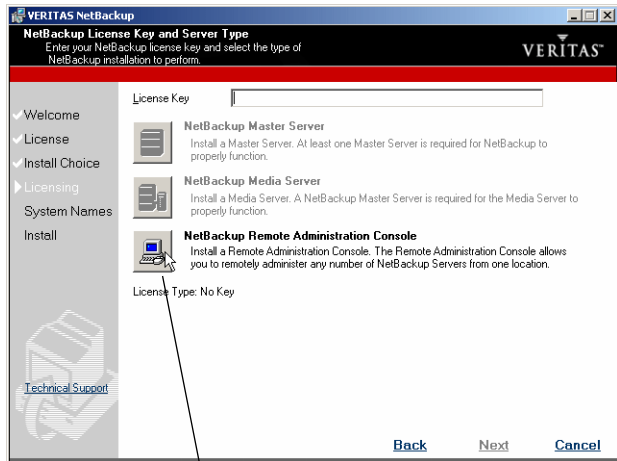 VERITAS NetBackup
NetBackup License Key and Server Type
Enter your NetBackup license key and select the type of
NetBackup installation to perform.
VERITAS™
Welcome
License
Install Choice
Licensing
System Names
Install
Technical Support
License Key
NetBackup Master Server
Install a Master Server. At least one Master Server is required for NetBackup to
properly function.
NetBackup Media Server
Install a Media Server. A NetBackup Master Server is required for the Media Server to
properly function.
NetBackup Remote Administration Console
Install a Remote Administration Console. The Remote Administration Console allows
you to remotely administer any number of NetBackup Servers from one location.
License Type: No Key
Back
Next
Cancel